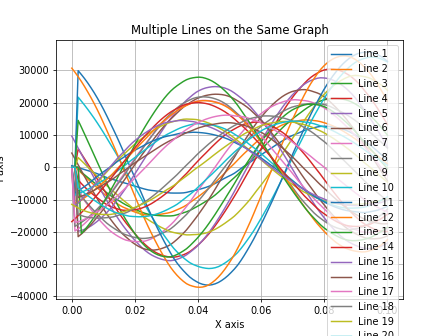 Multiple Lines on the Same Graph
30000
20000
10000
0
−10000
−20000
−30000
−40000
0.00
0.02
0.04
0.06
X axis
Line 1
Line 2
Line 3
Line 4
Line 5
Line 6
Line 7
Line 8
Line 9
Line 10
Line 11
Line 12
Line 13
Line 14
Line 15
Line 16
Line 17
Line 18
Line 19
Line 20